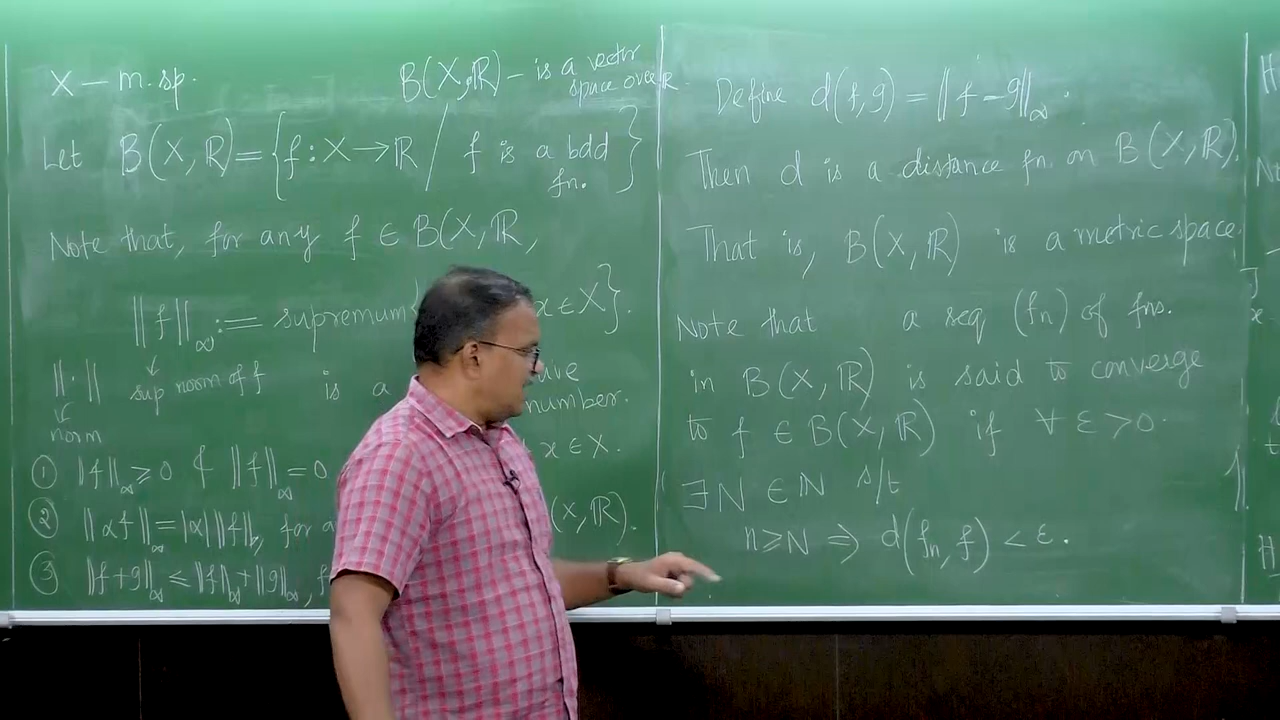 X – m. sp.
B(X,ℝ) – is a vector
space over ℝ.
Let B(X,ℝ) = {f : X → ℝ / f is a bdd
fn. }
Note that, for any f ∈ B(X,ℝ,
||f||_∞ := supremum{ x ∈ X}.
||·|| sup norm of f is a number.
norm
x ∈ X.
① ||f||_∞ ≥ 0 & ||f||_∞ = 0
② ||αf||_∞ = |α| ||f||_∞, for (X,ℝ).
③ ||f+g||_∞ ≤ ||f||_∞ + ||g||_∞, f
Define d(f,g) = ||f – g||_∞.
Then d is a distance fn. on B(X,ℝ).
That is, B(X,ℝ) is a metric space.
Note that a seq (fn) of fns.
in B(X,ℝ) is said to converge
to f ∈ B(X,ℝ) if ∀ ε > 0.
∃ N ∈ ℕ s/t
n ≥ N ⇒ d(fn, f) < ε.